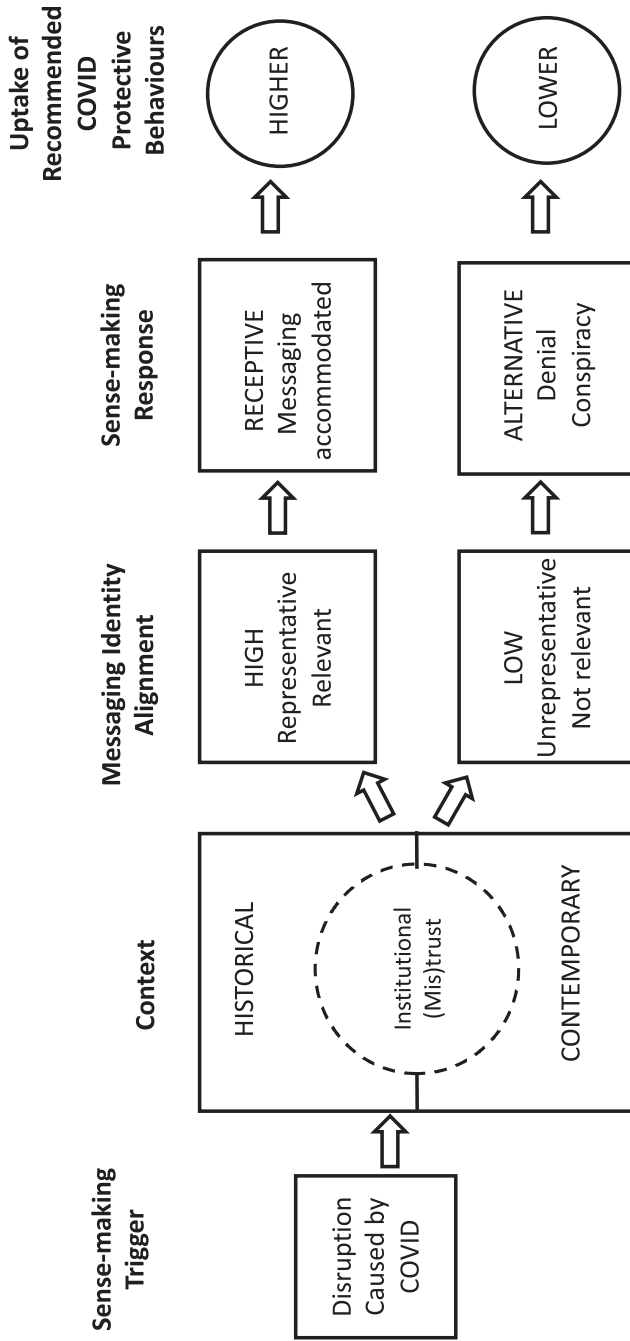 Sense-making
Trigger
Disruption
Caused by
COVID
Context
HISTORICAL
Institutional
(Mis)trust
CONTEMPORARY
Messaging Identity
Alignment
HIGH
Representative
Relevant
LOW
Unrepresentative
Not relevant
Sense-making
Response
RECEPTIVE
Messaging
accommodated
ALTERNATIVE
Denial
Conspiracy
Uptake of
Recommended
COVID
Protective
Behaviours
HIGHER
LOWER